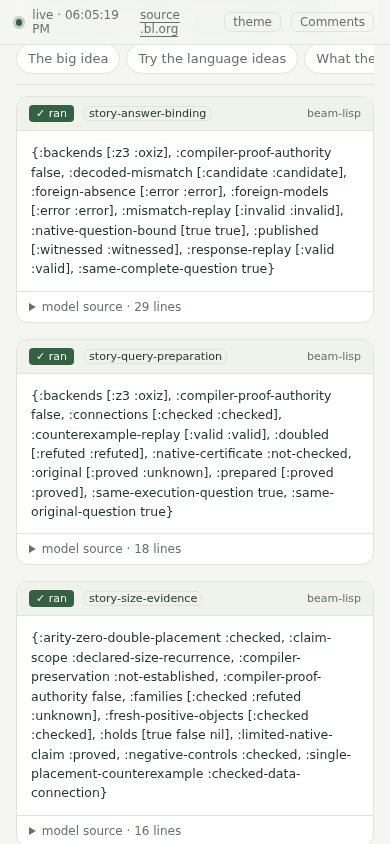 live · 06:05:19 PM
source.bl.org
theme
Comments
The big idea
Try the language ideas
What the
✓ ran
story-answer-binding
beam-lisp
{:backends [:z3 :oxiz], :compiler-proof-authority
false, :decoded-mismatch [:candidate :candidate],
:foreign-absence [:error :error], :foreign-models
[:error :error], :mismatch-replay [:invalid :invalid],
:native-question-bound [true true], :published
[:witnessed :witnessed], :response-replay [:valid
:valid], :same-complete-question true}
▶ model source · 29 lines
✓ ran
story-query-preparation
beam-lisp
{:backends [:z3 :oxiz], :compiler-proof-authority
false, :connections [:checked :checked],
:counterexample-replay [:valid :valid], :doubled
[:refuted :refuted], :native-certificate :not-checked,
:original [:proved :unknown], :prepared [:proved
:proved], :same-execution-question true, :same-
original-question true}
▶ model source · 18 lines
✓ ran
story-size-evidence
beam-lisp
{:arity-zero-double-placement :checked, :claim-
scope :declared-size-recurrence, :compiler-
preservation :not-established, :compiler-proof-
authority false, :families [:checked :refuted
:unknown], :fresh-positive-objects [:checked
:checked], :holds [true false nil], :limited-native-
claim :proved, :negative-controls :checked, :single-
placement-counterexample :checked-data-
connection}
▶ model source · 16 lines